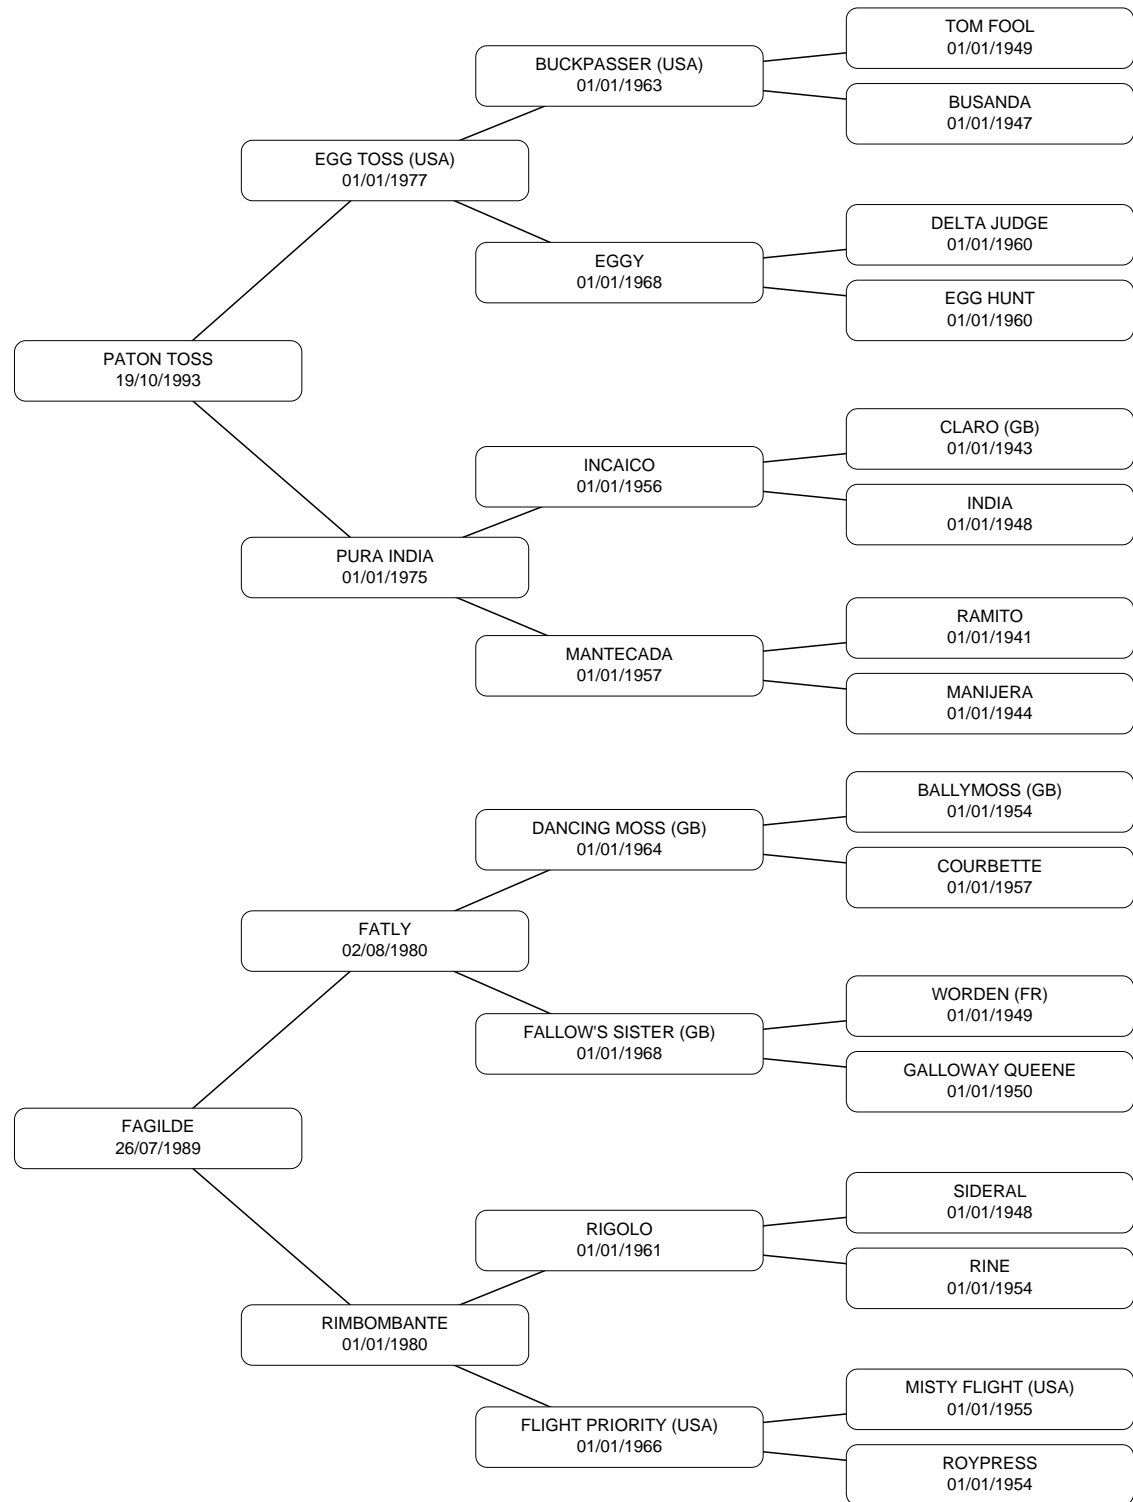 TOM FOOL
01/01/1949
BUCKPASSER (USA)
01/01/1963
BUSANDA
01/01/1947
EGG TOSS (USA)
01/01/1977
DELTA JUDGE
01/01/1960
EGGY
01/01/1968
EGG HUNT
01/01/1960
PATON TOSS
19/10/1993
CLARO (GB)
01/01/1943
INCAICO
01/01/1956
INDIA
01/01/1948
PURA INDIA
01/01/1975
RAMITO
01/01/1941
MANTECADA
01/01/1957
MANIJERA
01/01/1944
BALLYMOSS (GB)
01/01/1954
DANCING MOSS (GB)
01/01/1964
COURBETTE
01/01/1957
FATLY
02/08/1980
WORDEN (FR)
01/01/1949
FALLOW'S SISTER (GB)
01/01/1968
GALLOWAY QUEENE
01/01/1950
FAGILDE
26/07/1989
SIDERAL
01/01/1948
RIGOLO
01/01/1961
RINE
01/01/1954
RIMBOMBANTE
01/01/1980
MISTY FLIGHT (USA)
01/01/1955
FLIGHT PRIORITY (USA)
01/01/1966
ROYPRESS
01/01/1954